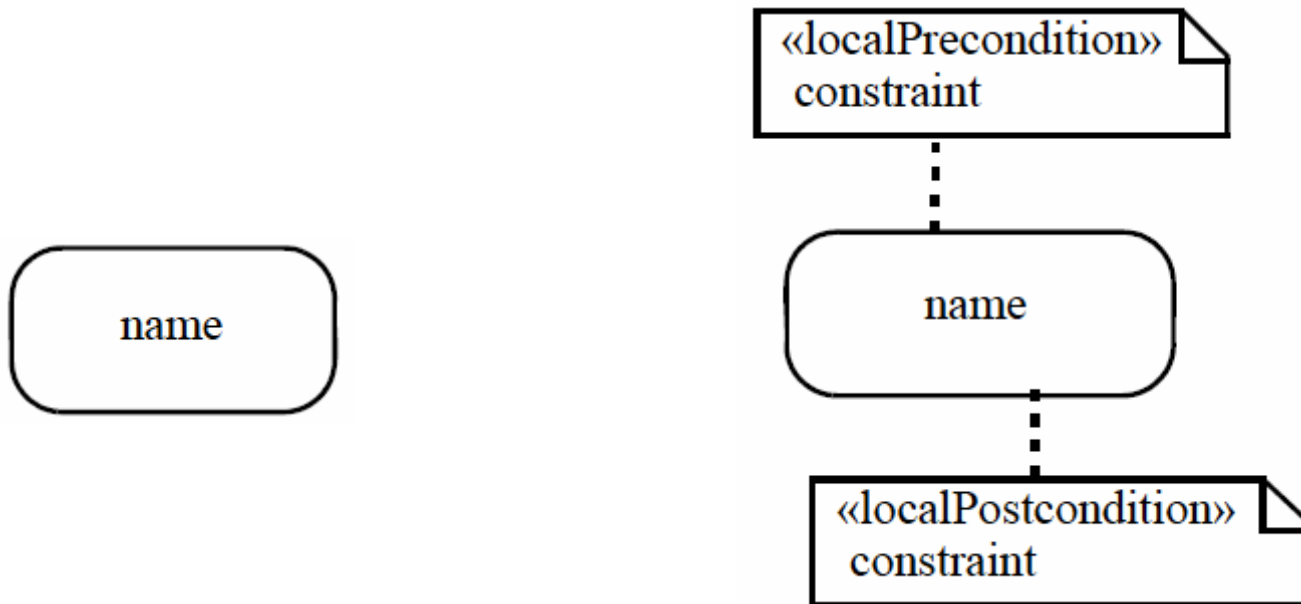 «localPrecondition»
constraint
name
name
«localPostcondition»
constraint